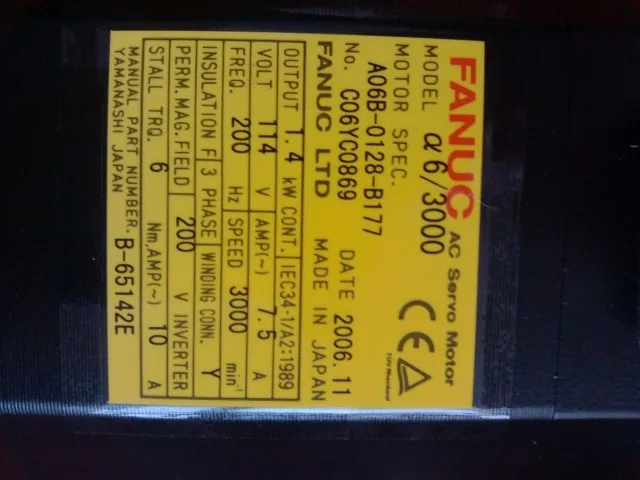 FANUC AC Servo Motor
MODEL α6/3000
MOTOR SPEC.
A06B-0128-B177
No. C06YC0869 DATE 2006.11
FANUC LTD MADE IN JAPAN
CE TÜV Rheinland
OUTPUT 1.4 kW CONT. IEC34-1/A2:1989
VOLT 114 V AMP(~) 7.5 A
FREQ. 200 Hz SPEED 3000 min⁻¹
INSULATION F 3 PHASE WINDING CONN. Y
PERM.MAG.FIELD 200 V INVERTER
STALL TRQ. 6 Nm,AMP(~) 10 A
MANUAL PART NUMBER. B-65142E
YAMANASHI JAPAN